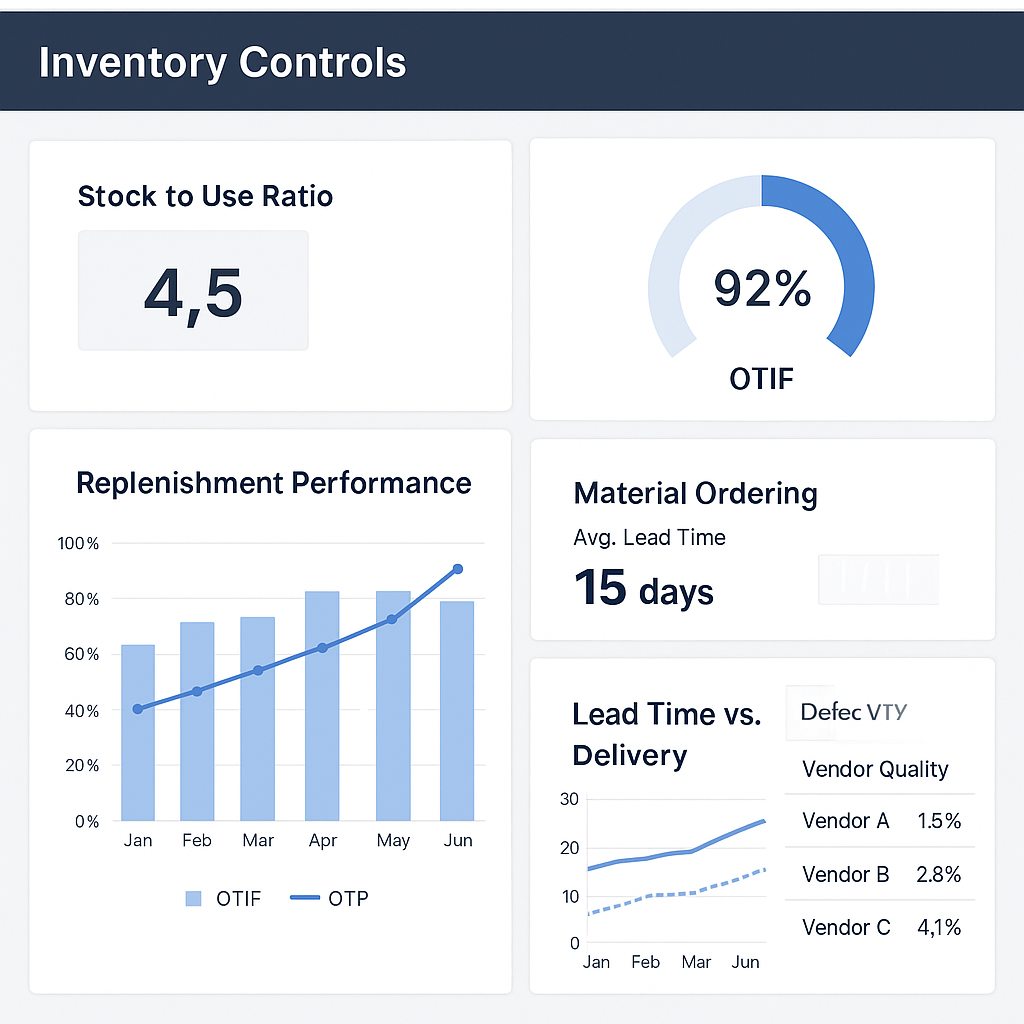 Inventory Controls
Stock to Use Ratio
4,5
92%
OTIF
Replenishment Performance
100%
80%
60%
40%
20%
0%
Jan Feb Mar Apr May Jun
OTIF OTP
Material Ordering
Avg. Lead Time
15 days
Lead Time vs.
Delivery
30
20
10
0
Jan Feb Mar Jun
Defec VTY
Vendor Quality
Vendor A 1.5%
Vendor B 2.8%
Vendor C 4,1%